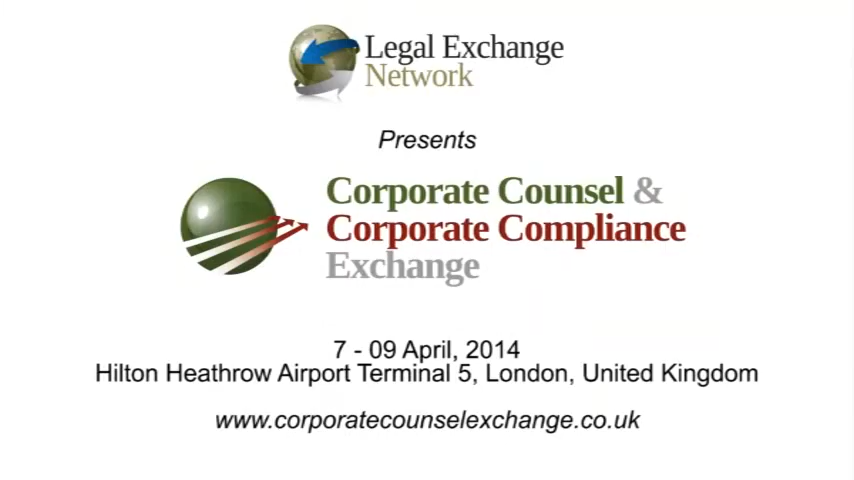 Legal Exchange
Network
Presents
Corporate Counsel &
Corporate Compliance
Exchange
7 - 09 April, 2014
Hilton Heathrow Airport Terminal 5, London, United Kingdom
www.corporatecounselexchange.co.uk